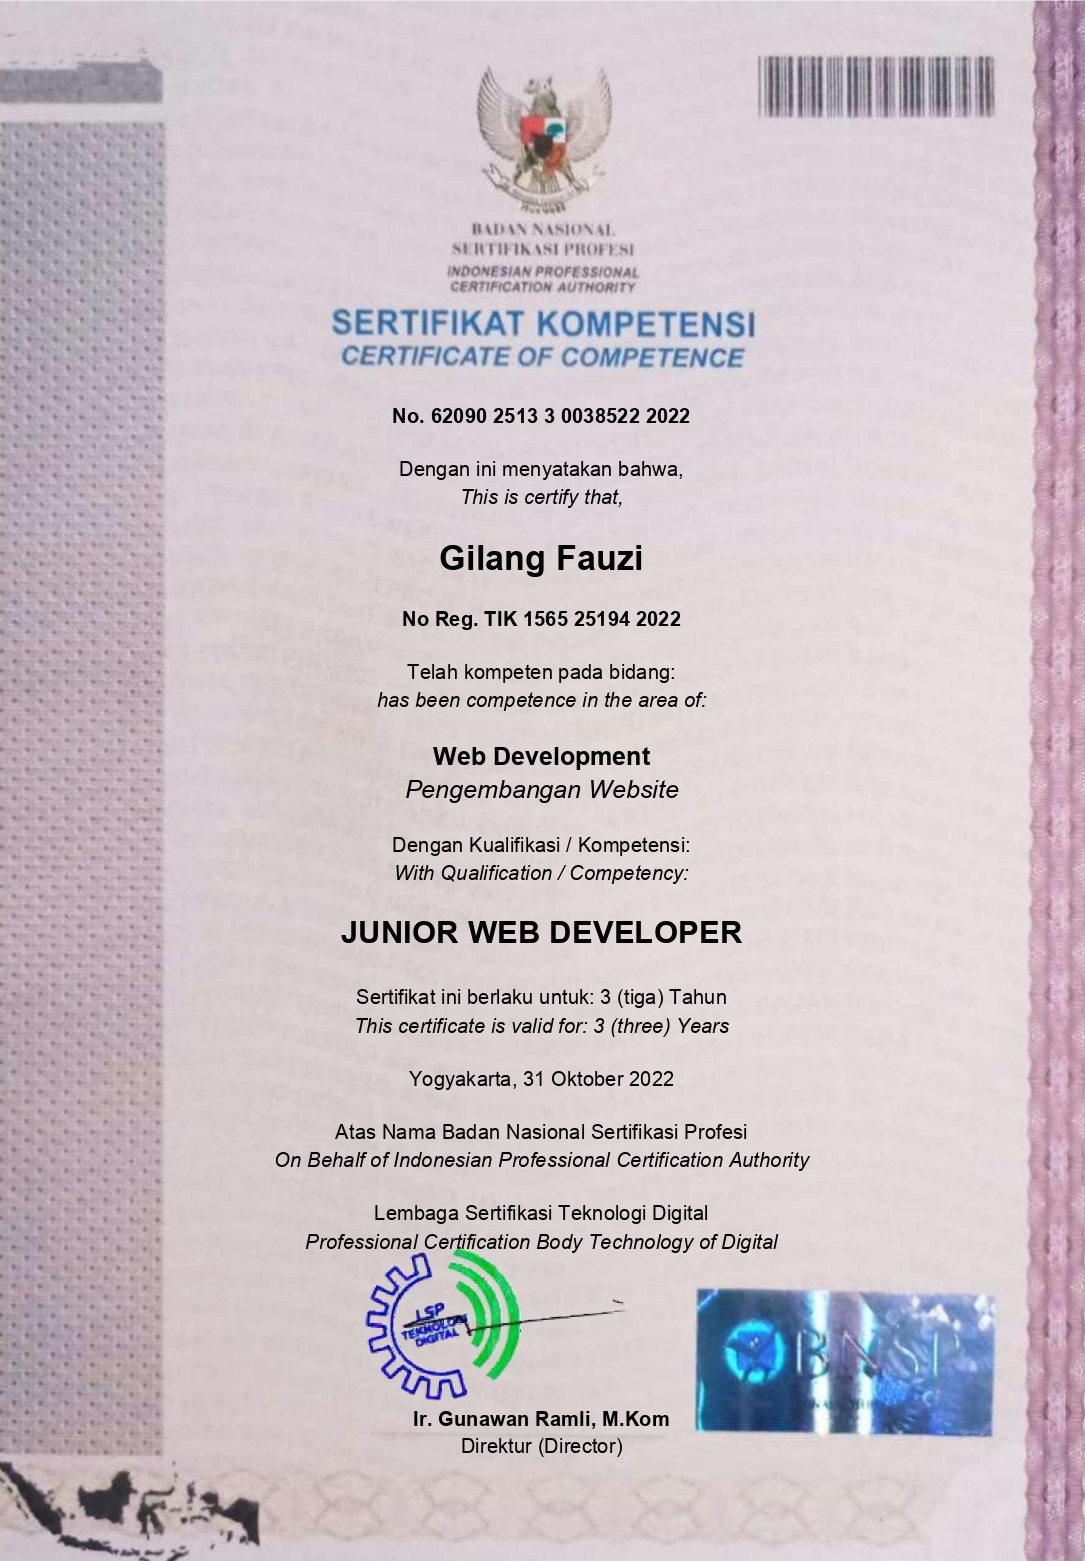 BADAN NASIONAL
SERTIFIKASI PROFESI
INDONESIAN PROFESSIONAL
CERTIFICATION AUTHORITY
SERTIFIKAT KOMPETENSI
CERTIFICATE OF COMPETENCE
No. 62090 2513 3 0038522 2022
Dengan ini menyatakan bahwa,
This is certify that,
Gilang Fauzi
No Reg. TIK 1565 25194 2022
Telah kompeten pada bidang:
has been competence in the area of:
Web Development
Pengembangan Website
Dengan Kualifikasi / Kompetensi:
With Qualification / Competency:
JUNIOR WEB DEVELOPER
Sertifikat ini berlaku untuk: 3 (tiga) Tahun
This certificate is valid for: 3 (three) Years
Yogyakarta, 31 Oktober 2022
Atas Nama Badan Nasional Sertifikasi Profesi
On Behalf of Indonesian Professional Certification Authority
Lembaga Sertifikasi Teknologi Digital
Professional Certification Body Technology of Digital
LSP
TEKNOLOGI
DIGITAL
BNSP
Ir. Gunawan Ramli, M.Kom
Direktur (Director)